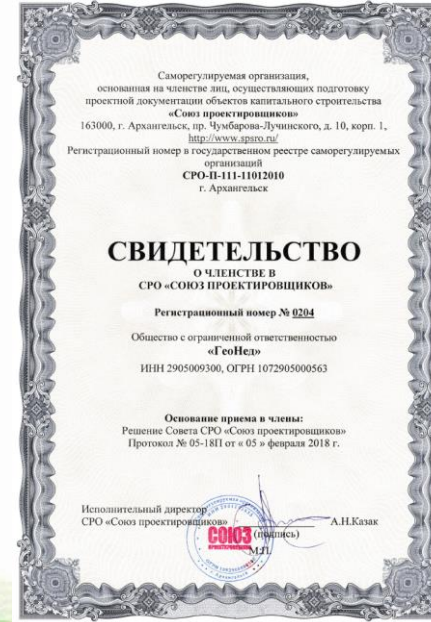 Саморегулируемая организация,
основанная на членстве лиц, осуществляющих подготовку
проектной документации объектов капитального строительства
«Союз проектировщиков»
163000, г. Архангельск, пр. Чумбарова-Лучинского, д. 10, корп. 1,
http://www.spsro.ru/
Регистрационный номер в государственном реестре саморегулируемых
организаций
СРО-П-111-11012010
г. Архангельск
СВИДЕТЕЛЬСТВО
О ЧЛЕНСТВЕ В
СРО «СОЮЗ ПРОЕКТИРОВЩИКОВ»
Регистрационный номер № 0204
Общество с ограниченной ответственностью
«ГеоНед»
ИНН 2905009300, ОГРН 1072905000563
Основание приема в члены:
Решение Совета СРО «Союз проектировщиков»
Протокол № 05-18П от « 05 » февраля 2018 г.
Исполнительный директор
СРО «Союз проектировщиков» А.Н.Казак
(подпись)
СОЮЗ
М.П.